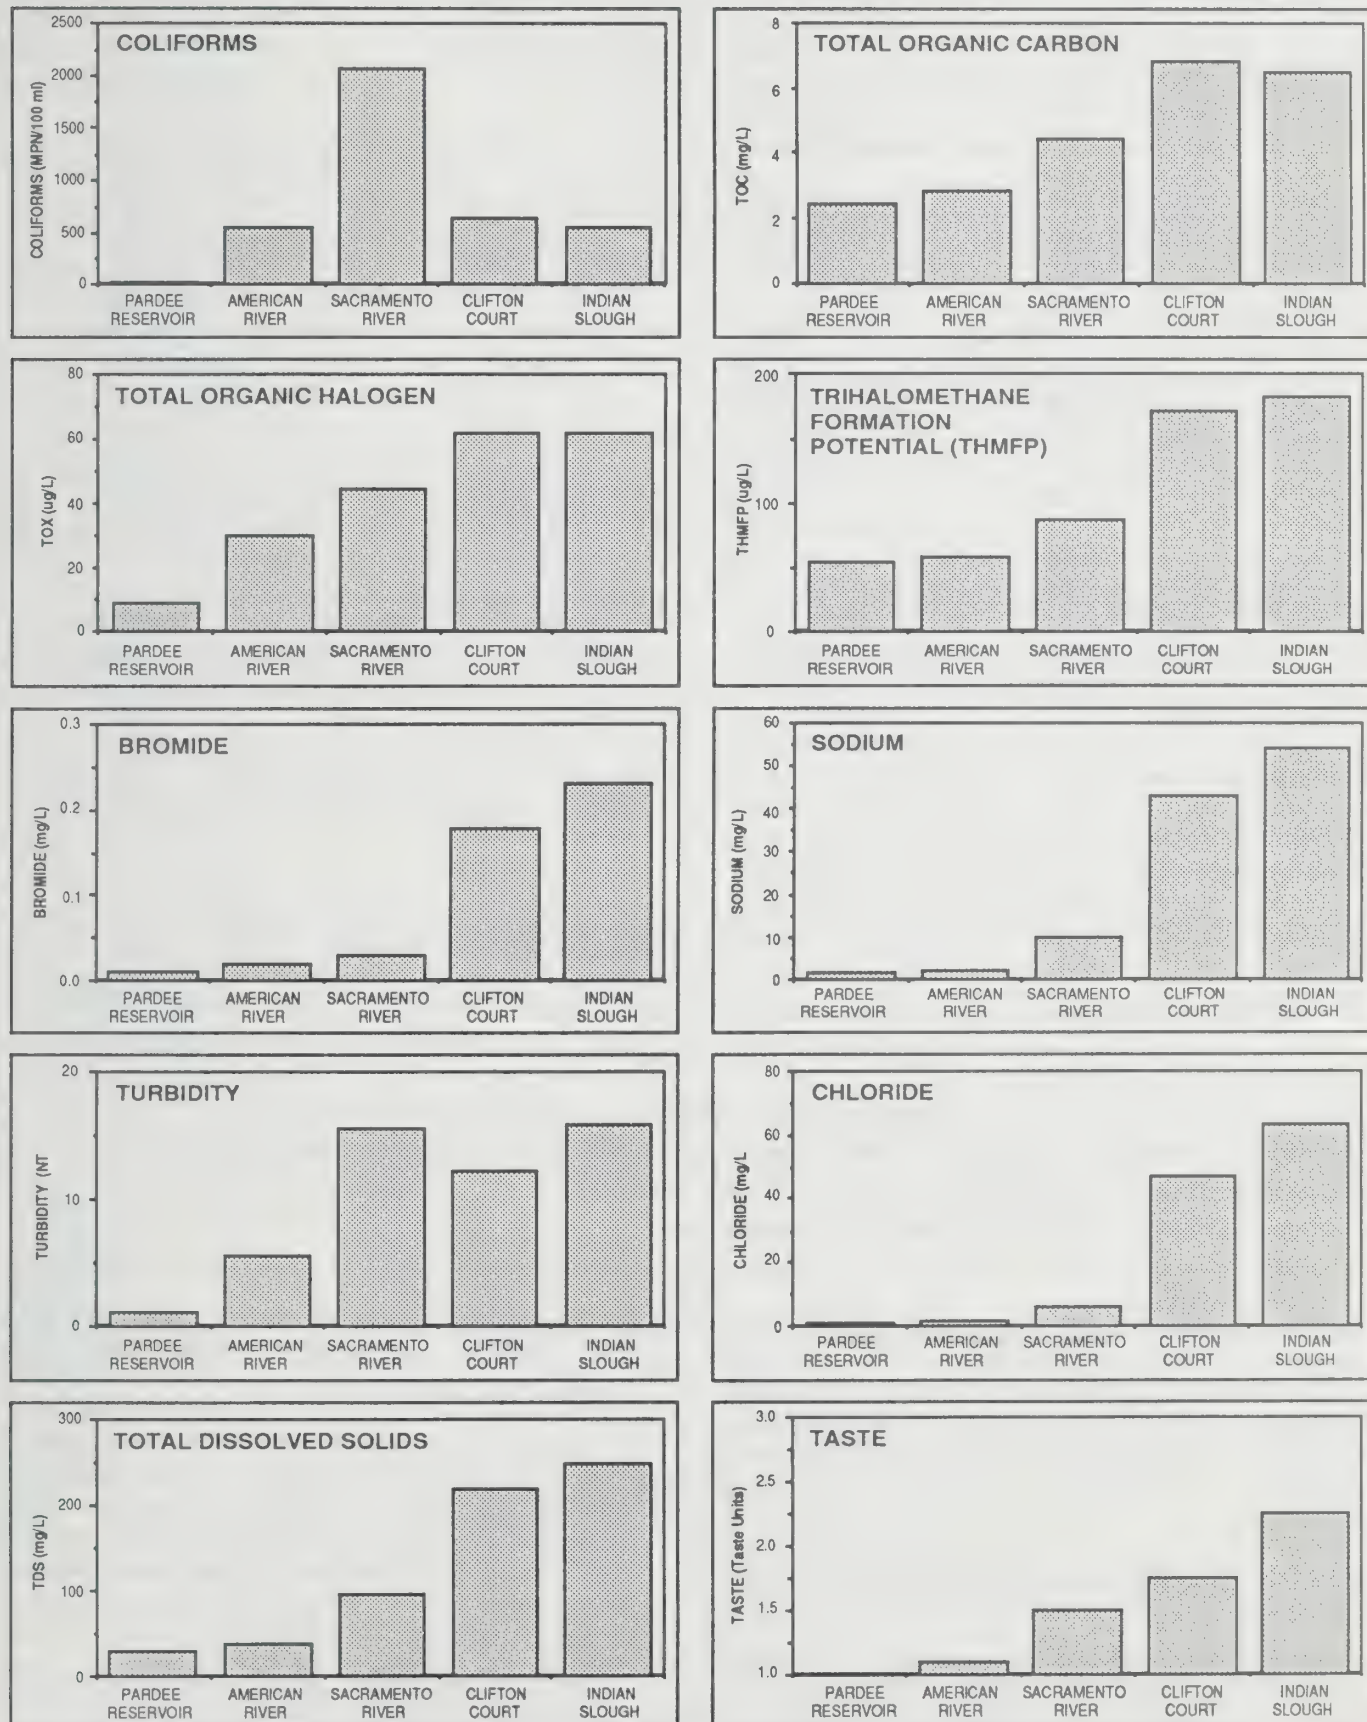 COLIFORMS
COLIFORMS (MPN/100 ml)
2500
2000
1500
1000
500
0
PARDEE RESERVOIR
AMERICAN RIVER
SACRAMENTO RIVER
CLIFTON COURT
INDIAN SLOUGH
TOTAL ORGANIC CARBON
TOC (mg/L)
8
6
4
2
0
PARDEE RESERVOIR
AMERICAN RIVER
SACRAMENTO RIVER
CLIFTON COURT
INDIAN SLOUGH
TOTAL ORGANIC HALOGEN
TOX (ug/L)
80
60
40
20
0
PARDEE RESERVOIR
AMERICAN RIVER
SACRAMENTO RIVER
CLIFTON COURT
INDIAN SLOUGH
TRIHALOMETHANE
FORMATION
POTENTIAL (THMFP)
THMFP (ug/L)
200
100
0
PARDEE RESERVOIR
AMERICAN RIVER
SACRAMENTO RIVER
CLIFTON COURT
INDIAN SLOUGH
BROMIDE
BROMIDE (mg/L)
0.3
0.2
0.1
0.0
PARDEE RESERVOIR
AMERICAN RIVER
SACRAMENTO RIVER
CLIFTON COURT
INDIAN SLOUGH
SODIUM
SODIUM (mg/L)
60
50
40
30
20
10
0
PARDEE RESERVOIR
AMERICAN RIVER
SACRAMENTO RIVER
CLIFTON COURT
INDIAN SLOUGH
TURBIDITY
TURBIDITY (NT
20
10
0
PARDEE RESERVOIR
AMERICAN RIVER
SACRAMENTO RIVER
CLIFTON COURT
INDIAN SLOUGH
CHLORIDE
CHLORIDE (mg/L
80
60
40
20
0
PARDEE RESERVOIR
AMERICAN RIVER
SACRAMENTO RIVER
CLIFTON COURT
INDIAN SLOUGH
TOTAL DISSOLVED SOLIDS
TDS (mg/L)
300
200
100
0
PARDEE RESERVOIR
AMERICAN RIVER
SACRAMENTO RIVER
CLIFTON COURT
INDIAN SLOUGH
TASTE
TASTE (Taste Units)
3.0
2.5
2.0
1.5
1.0
PARDEE RESERVOIR
AMERICAN RIVER
SACRAMENTO RIVER
CLIFTON COURT
INDIAN SLOUGH